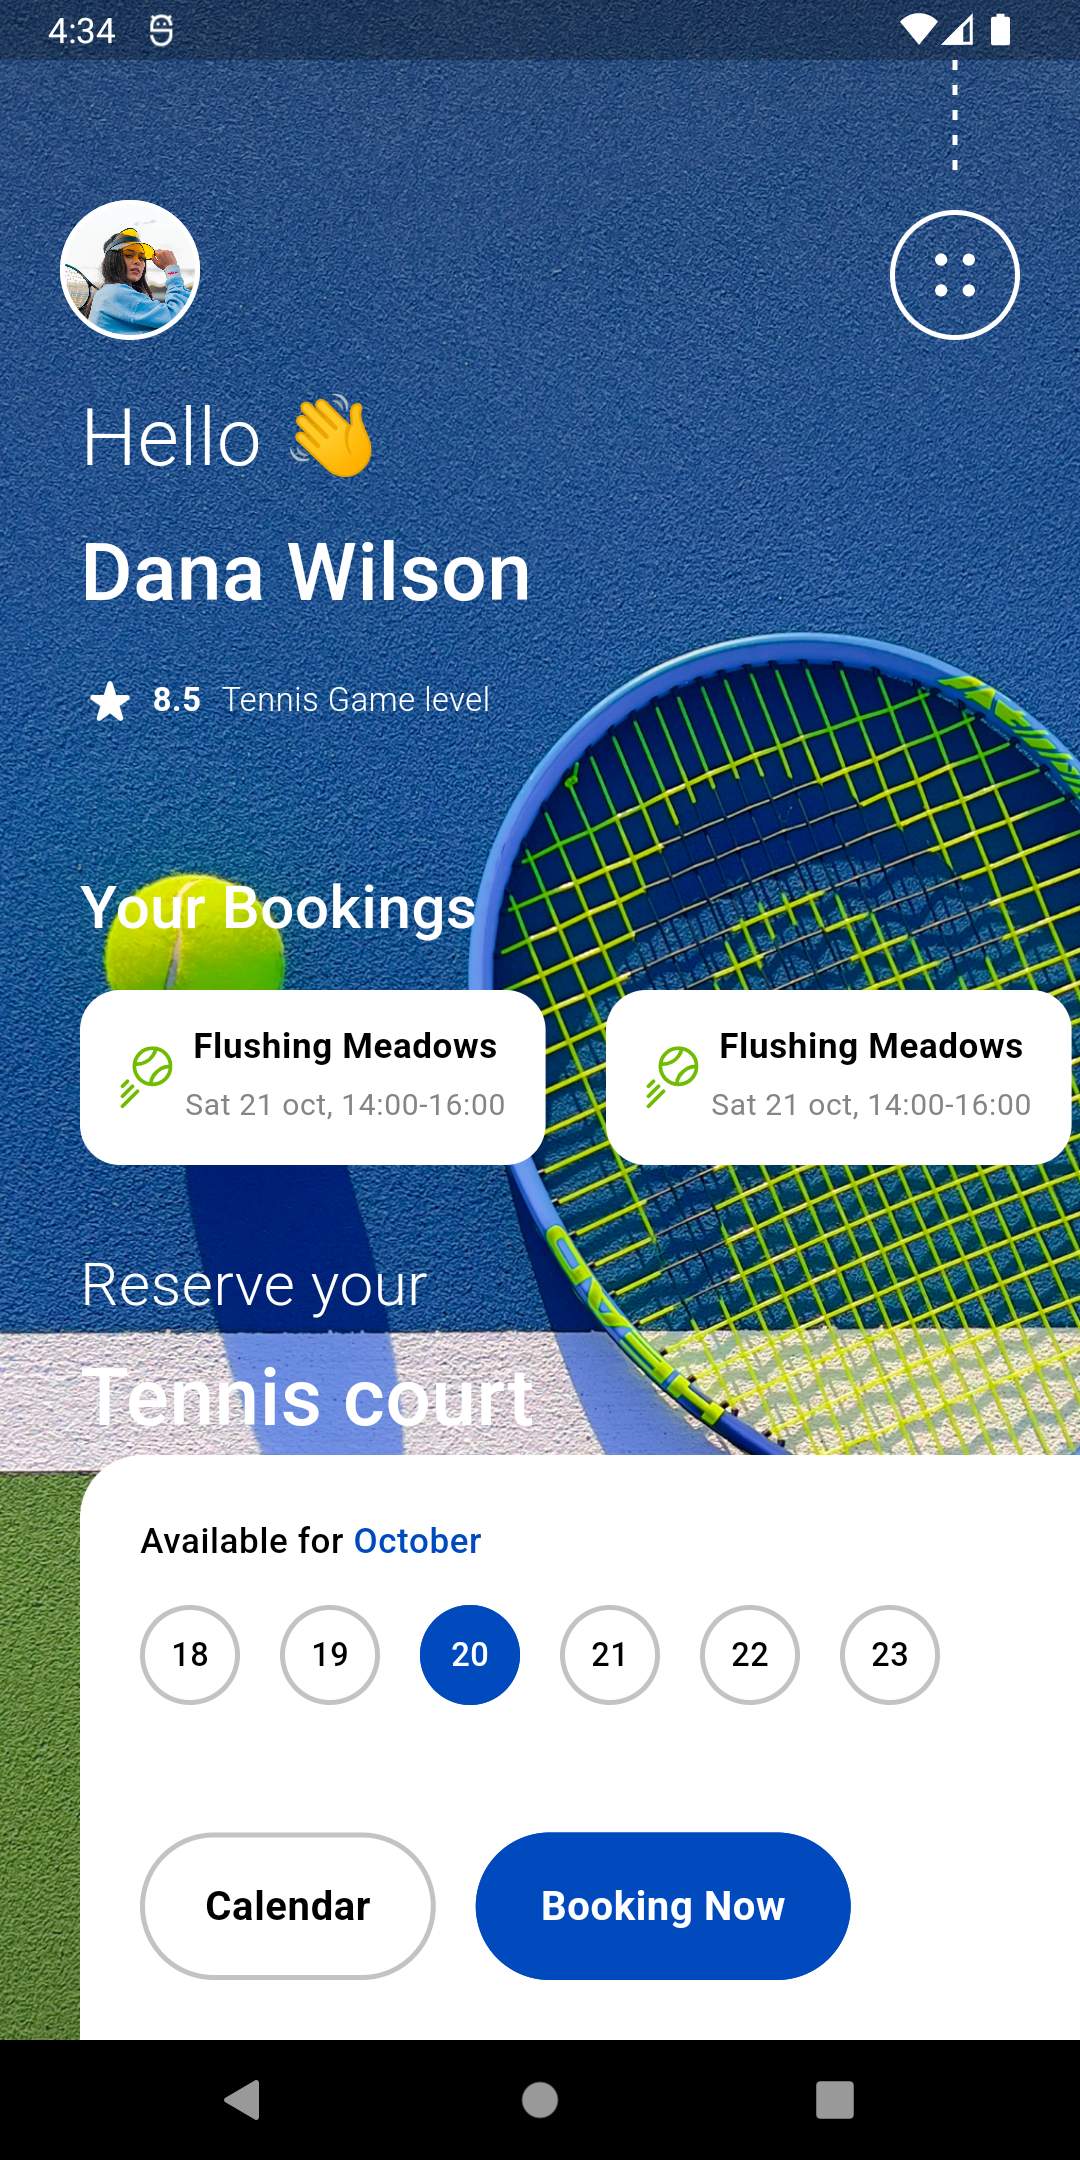 4:34
Hello 👋
Dana Wilson
8.5 Tennis Game level
Your Bookings
Flushing Meadows
Sat 21 oct, 14:00-16:00
Flushing Meadows
Sat 21 oct, 14:00-16:00
Reserve your
Tennis court
Available for October
18 19 20 21 22 23
Calendar
Booking Now